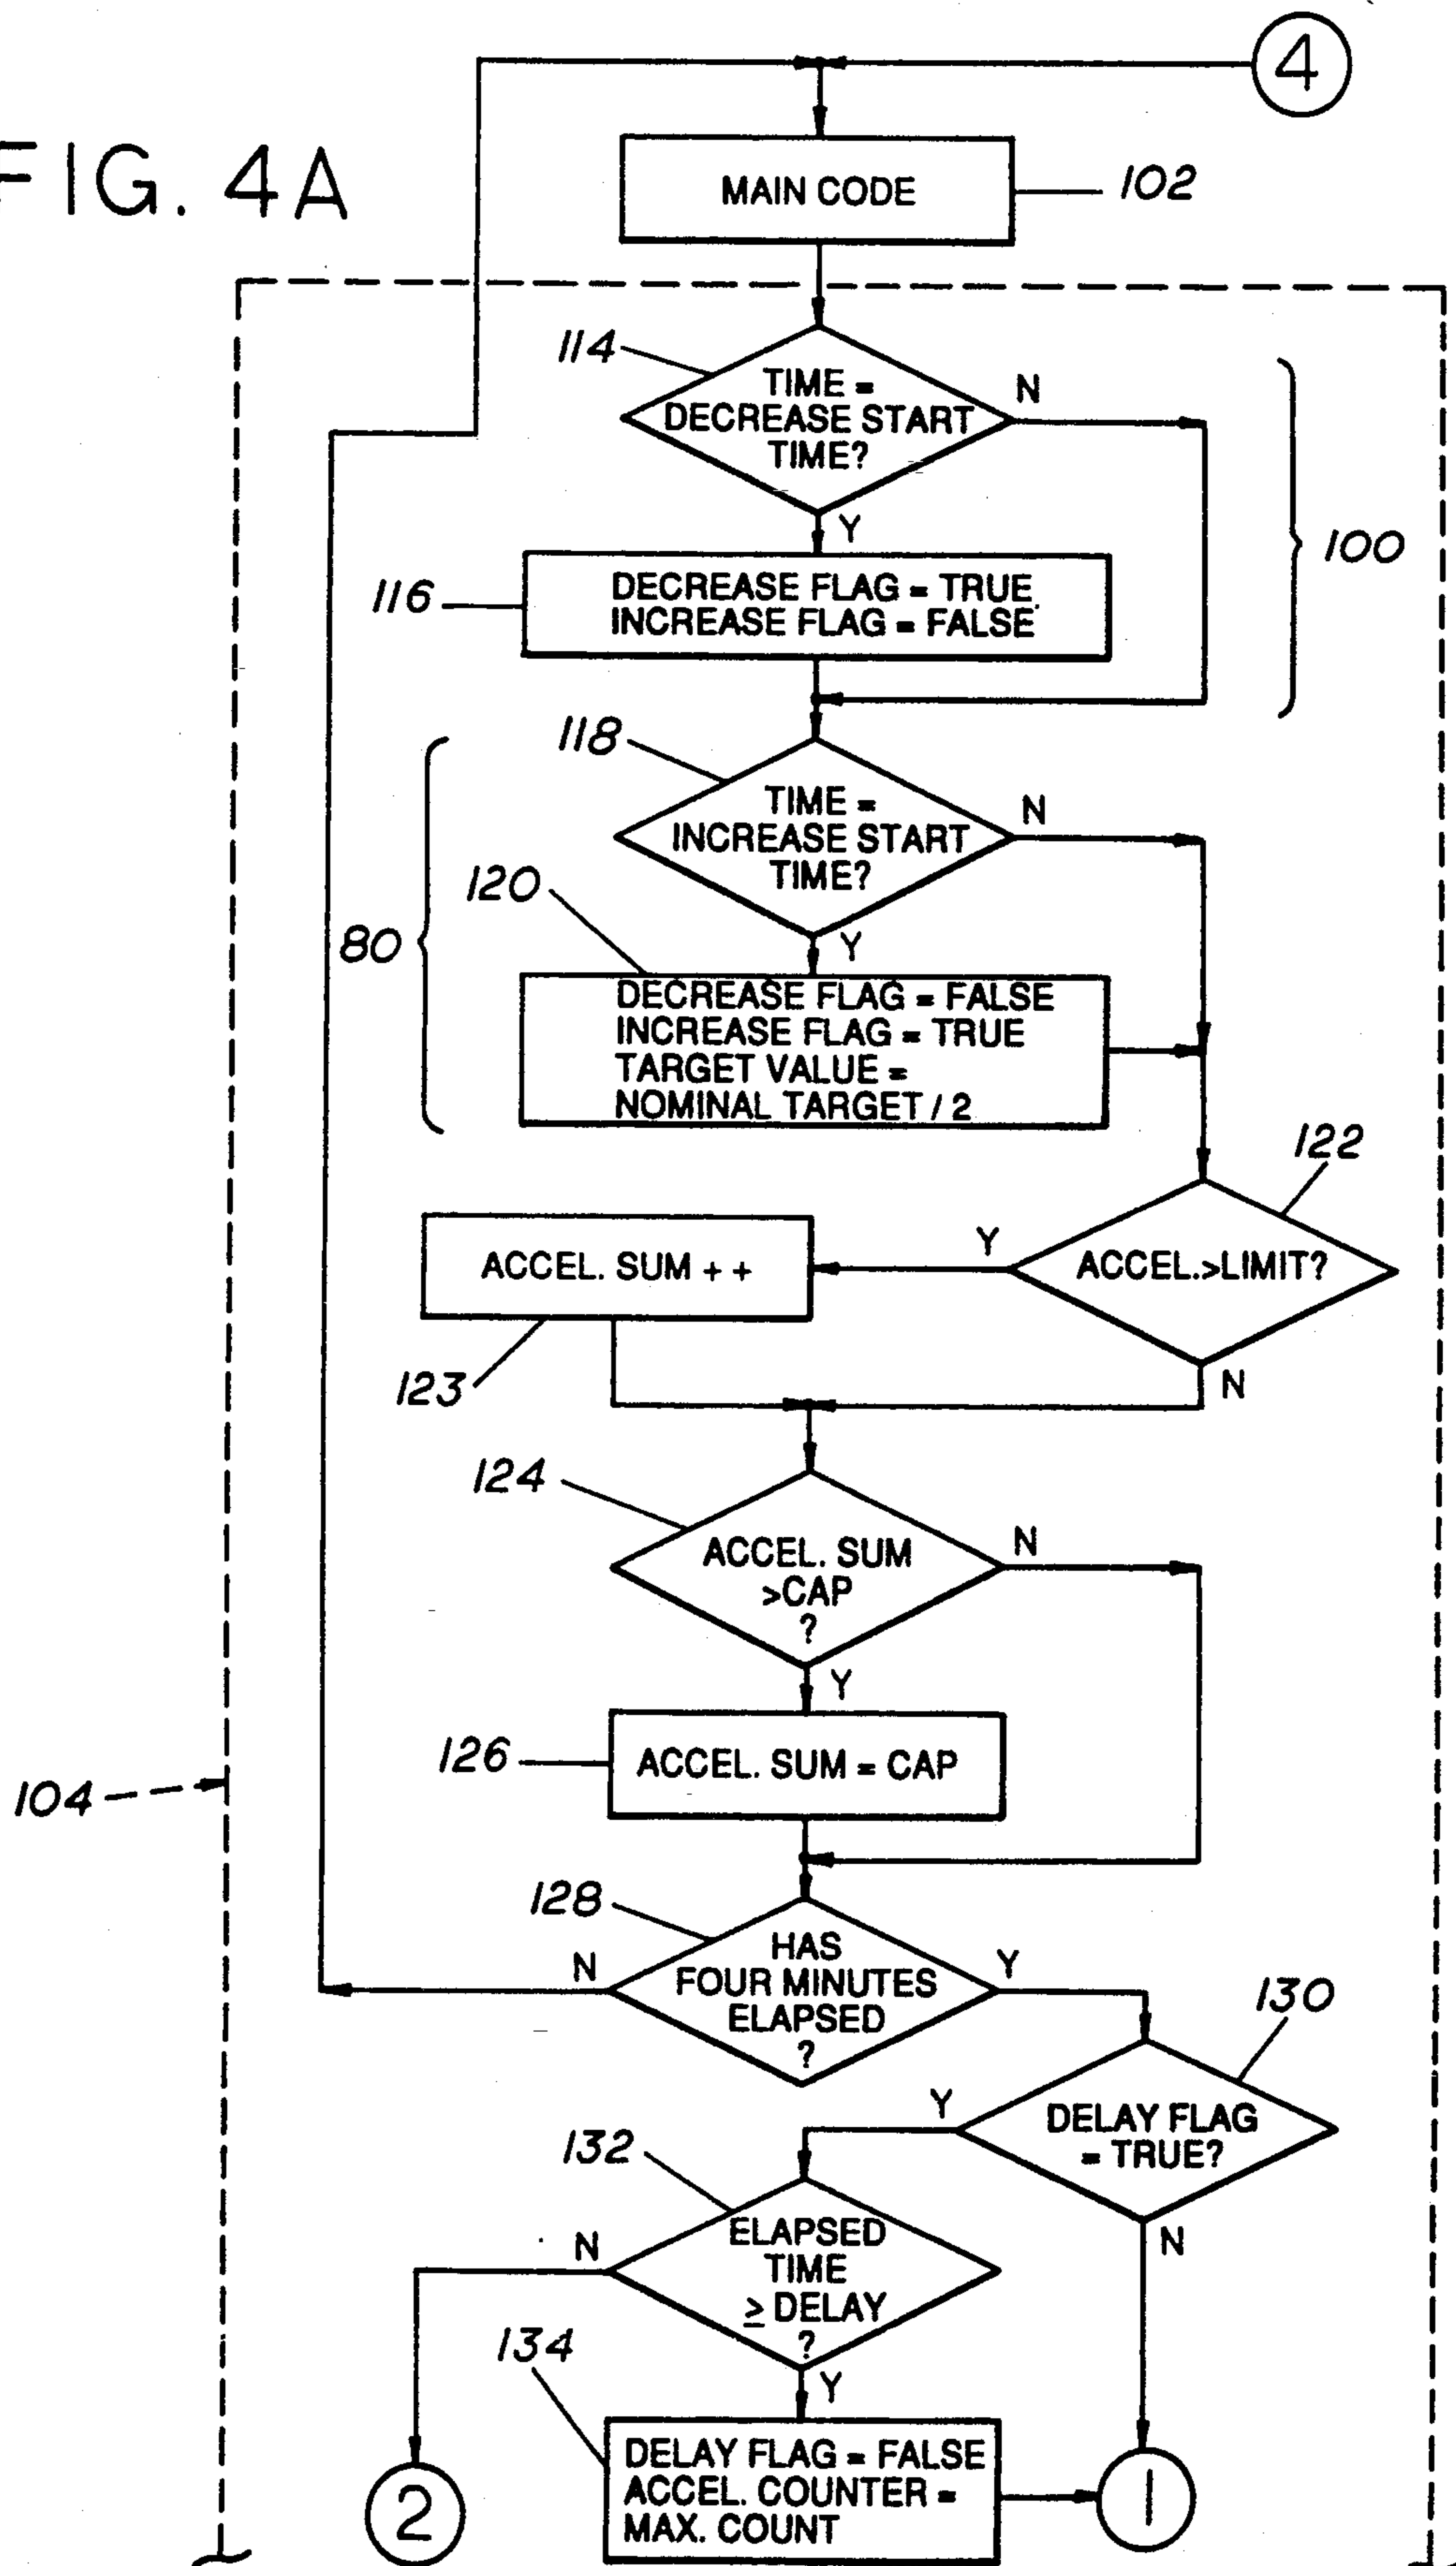 4
FIG. 4A
MAIN CODE
102
114
TIME =
DECREASE START
TIME?
N
Y
100
116
DECREASE FLAG = TRUE
INCREASE FLAG = FALSE
118
TIME =
INCREASE START
TIME?
N
Y
120
80
DECREASE FLAG = FALSE
INCREASE FLAG = TRUE
TARGET VALUE =
NOMINAL TARGET / 2
122
ACCEL.>LIMIT?
Y
N
ACCEL. SUM + +
123
124
ACCEL. SUM
>CAP
?
N
Y
126
ACCEL. SUM = CAP
104
128
HAS
FOUR MINUTES
ELAPSED
?
N
Y
130
DELAY FLAG
= TRUE?
Y
N
132
ELAPSED
TIME
≥ DELAY
?
N
Y
134
DELAY FLAG = FALSE
ACCEL. COUNTER =
MAX. COUNT
2
1